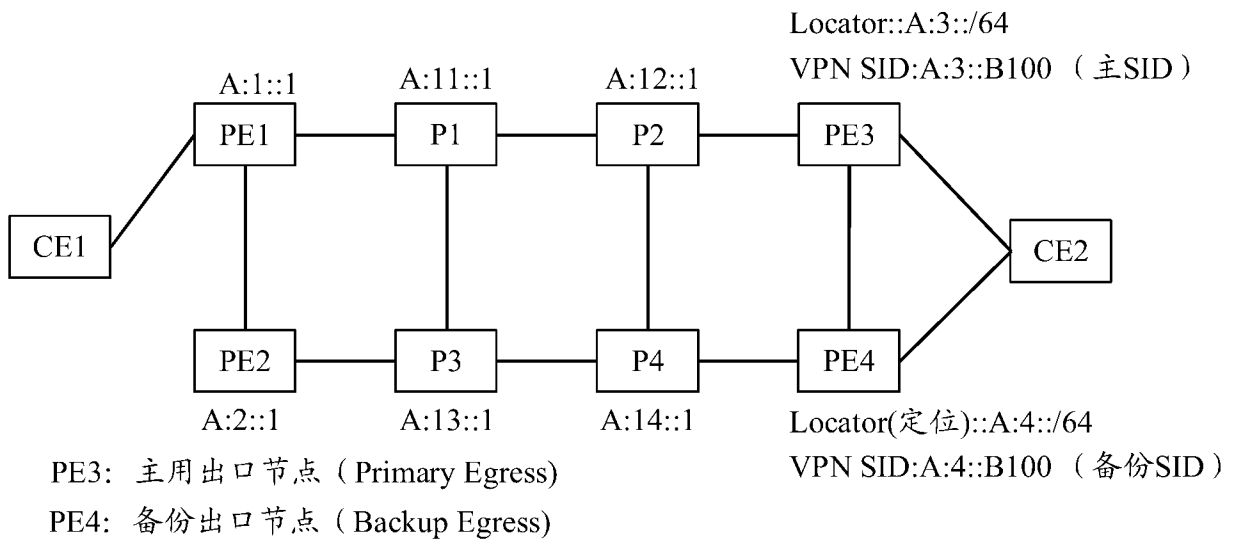 Locator::A:3::/64
VPN SID:A:3::B100（主SID）
A:1::1 A:11::1 A:12::1
PE1 P1 P2 PE3
CE1 CE2
PE2 P3 P4 PE4
A:2::1 A:13::1 A:14::1
Locator(定位)::A:4::/64
VPN SID:A:4::B100（备份SID）
PE3: 主用出口节点（Primary Egress)
PE4: 备份出口节点（Backup Egress)